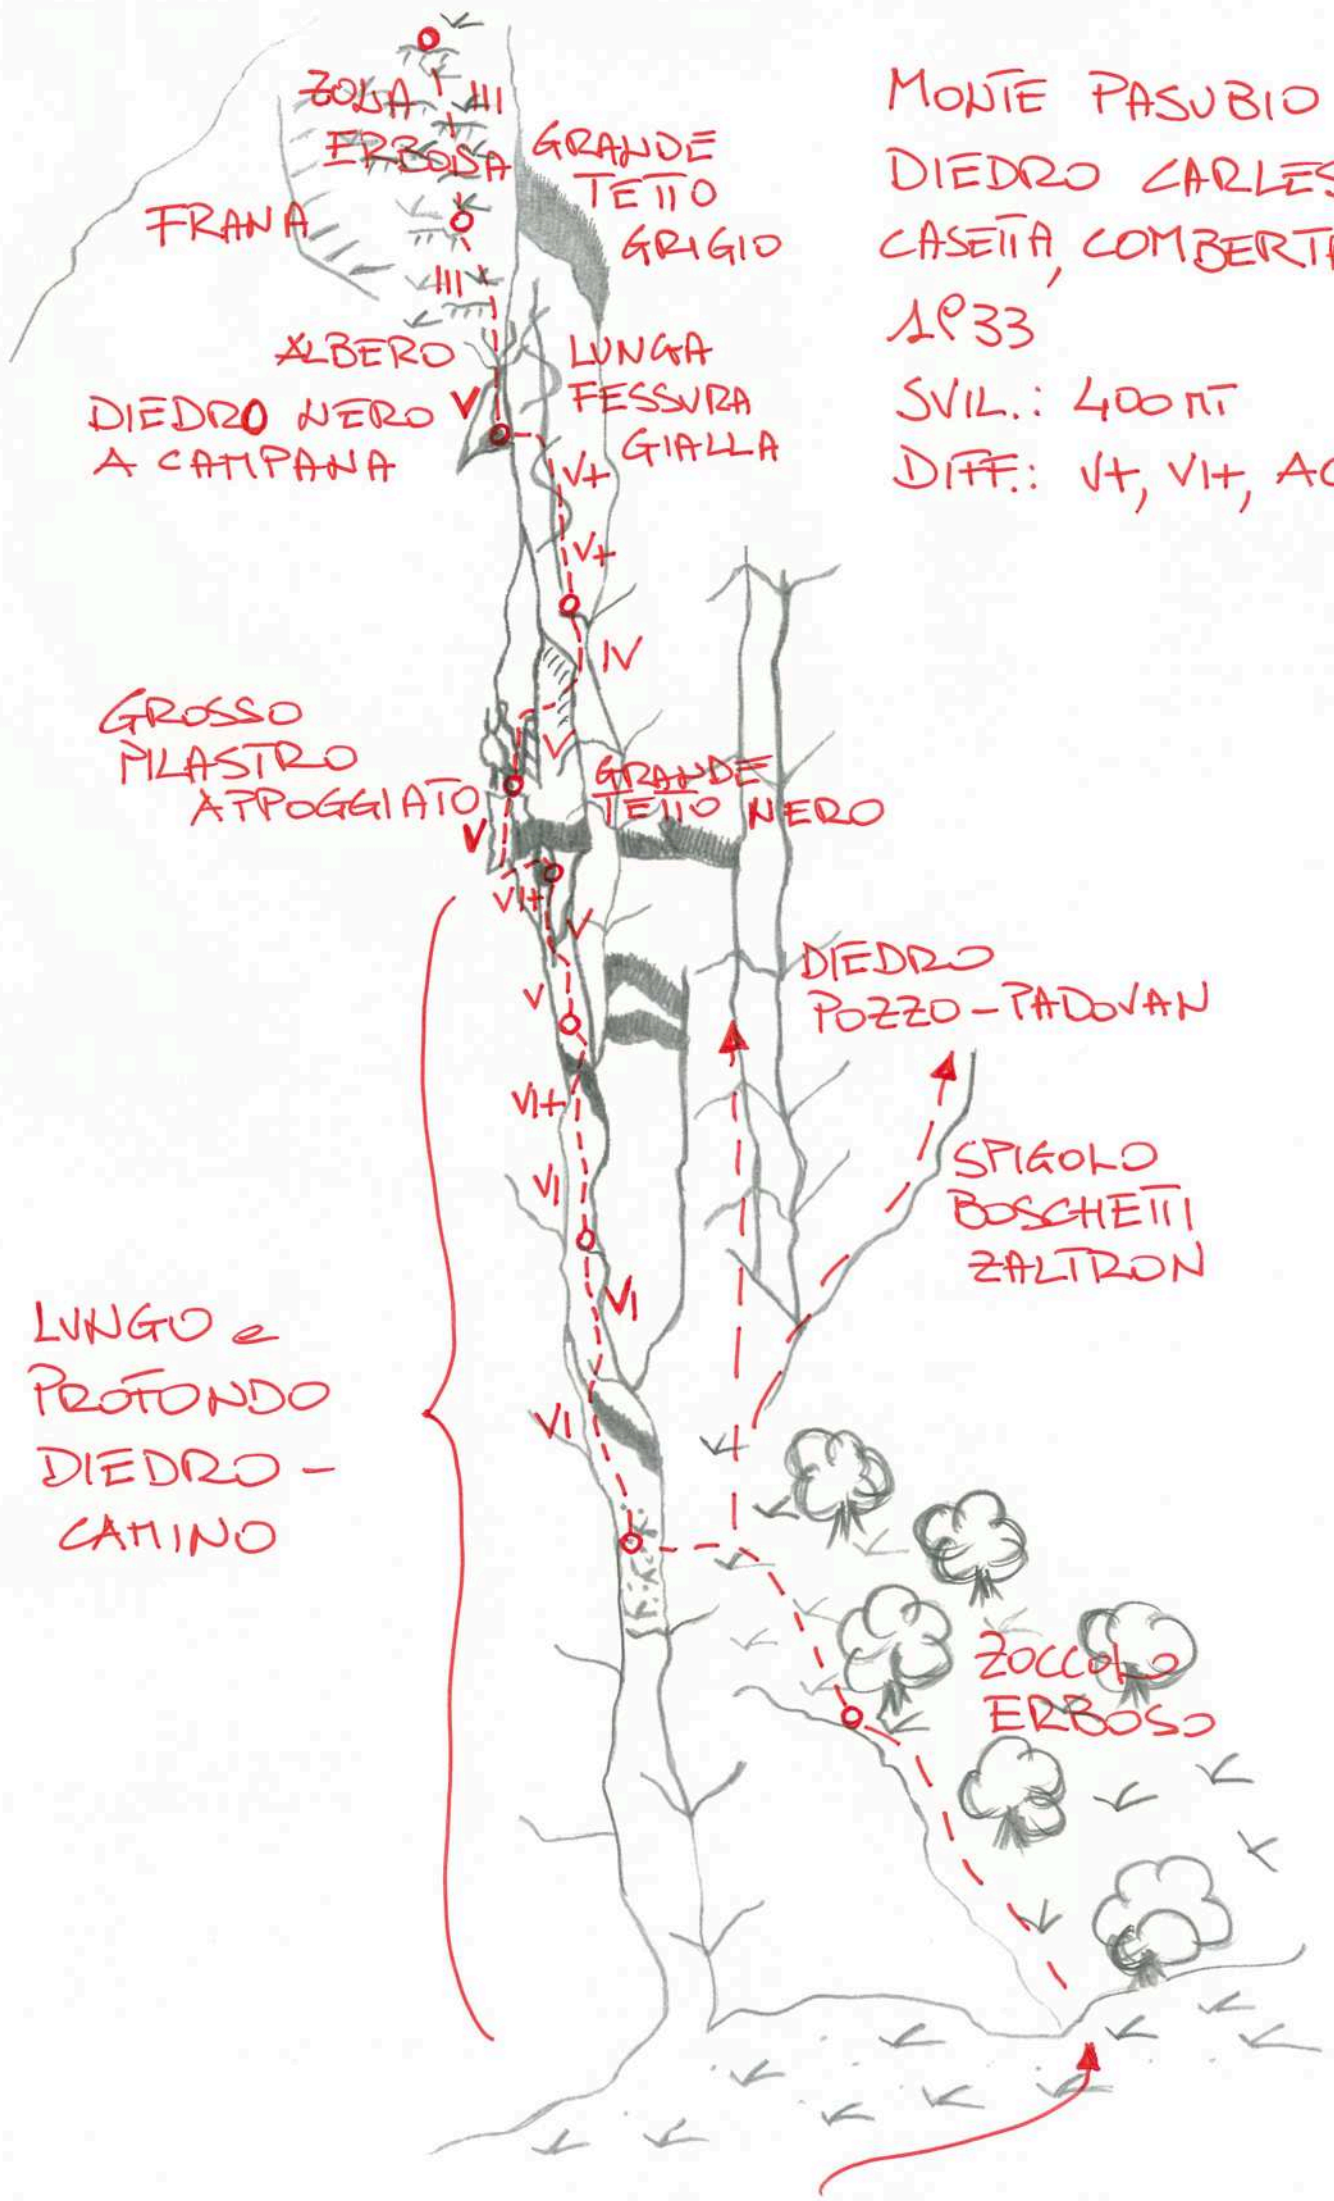 MONTE PASUBIO
DIEDRO CARLES
CASETTA, COMBERTA
1933
SVIL.: 400 MT
DIFF.: V+, VI+, A
ZONA III
ERBOSA
GRANDE
TETTO
GRIGIO
FRANA
III
ALBERO
LUNGA
FESSURA
GIALLA
DIEDRO NERO
A CAMPANA
V
V+
V+
IV
GROSSO
PILASTRO
APPOGGIATO
V
GRANDE
TETTO NERO
V
VI+
V
V
DIEDRO
POZZO-PADOVAN
VI+
VI
SPIGOLO
BOSCHETTI
ZALTRON
VI
LUNGO e
PROFONDO
DIEDRO-
CAMINO
VI
ZOCCOLO
ERBOSO